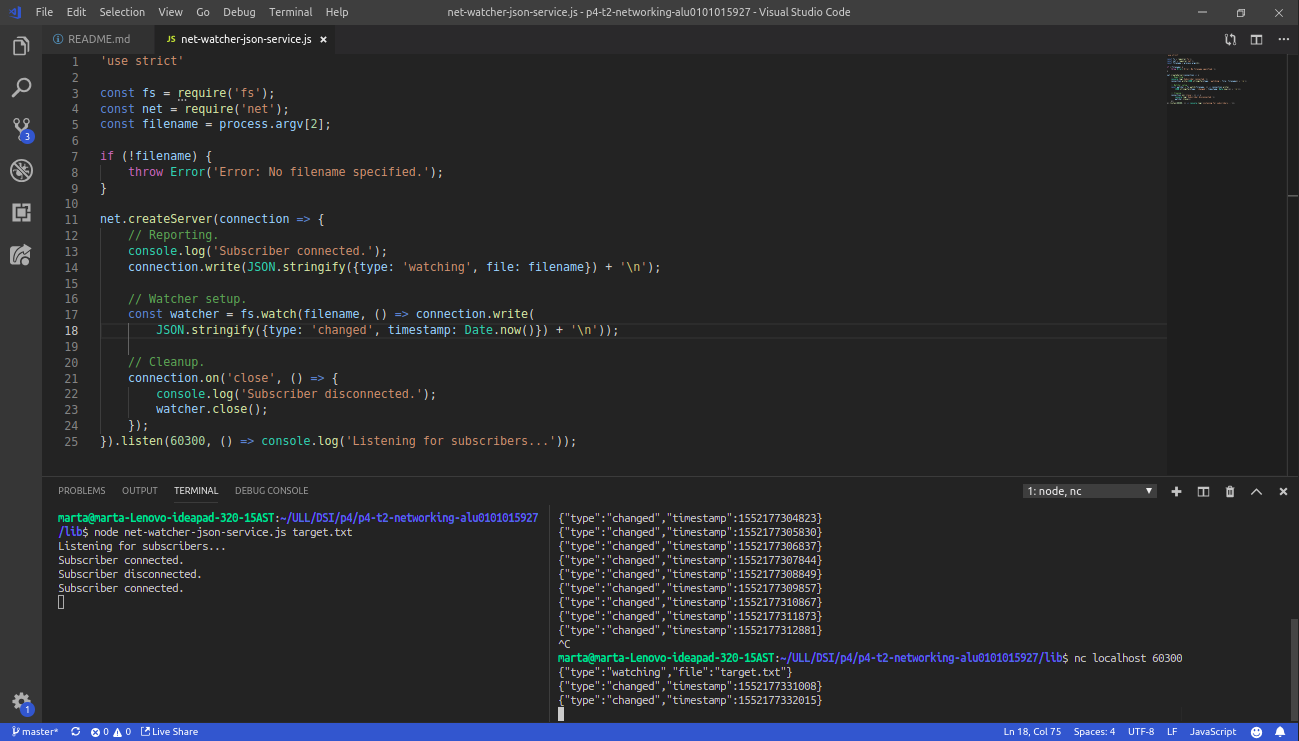 File Edit Selection View Go Debug Terminal Help
net-watcher-json-service.js - p4-t2-networking-alu0101015927 - Visual Studio Code
README.md
JS net-watcher-json-service.js ×
1 'use strict'
2
3 const fs = require('fs');
4 const net = require('net');
5 const filename = process.argv[2];
6
7 if (!filename) {
8     throw Error('Error: No filename specified.');
9 }
10
11 net.createServer(connection => {
12     // Reporting.
13     console.log('Subscriber connected.');
14     connection.write(JSON.stringify({type: 'watching', file: filename}) + '\n');
15
16     // Watcher setup.
17     const watcher = fs.watch(filename, () => connection.write(
18         JSON.stringify({type: 'changed', timestamp: Date.now()}) + '\n'));
19
20     // Cleanup.
21     connection.on('close', () => {
22         console.log('Subscriber disconnected.');
23         watcher.close();
24     });
25 }).listen(60300, () => console.log('Listening for subscribers...'));
3
1
PROBLEMS OUTPUT TERMINAL DEBUG CONSOLE
1: node, nc
marta@marta-Lenovo-ideapad-320-15AST:~/ULL/DSI/p4/p4-t2-networking-alu0101015927
/lib$ node net-watcher-json-service.js target.txt
Listening for subscribers...
Subscriber connected.
Subscriber disconnected.
Subscriber connected.
{"type":"changed","timestamp":1552177304823}
{"type":"changed","timestamp":1552177305830}
{"type":"changed","timestamp":1552177306837}
{"type":"changed","timestamp":1552177307844}
{"type":"changed","timestamp":1552177308849}
{"type":"changed","timestamp":1552177309857}
{"type":"changed","timestamp":1552177310867}
{"type":"changed","timestamp":1552177311873}
{"type":"changed","timestamp":1552177312881}
^C
marta@marta-Lenovo-ideapad-320-15AST:~/ULL/DSI/p4/p4-t2-networking-alu0101015927/lib$ nc localhost 60300
{"type":"watching","file":"target.txt"}
{"type":"changed","timestamp":1552177331008}
{"type":"changed","timestamp":1552177332015}
master* 0 0 Live Share
Ln 18, Col 75 Spaces: 4 UTF-8 LF JavaScript